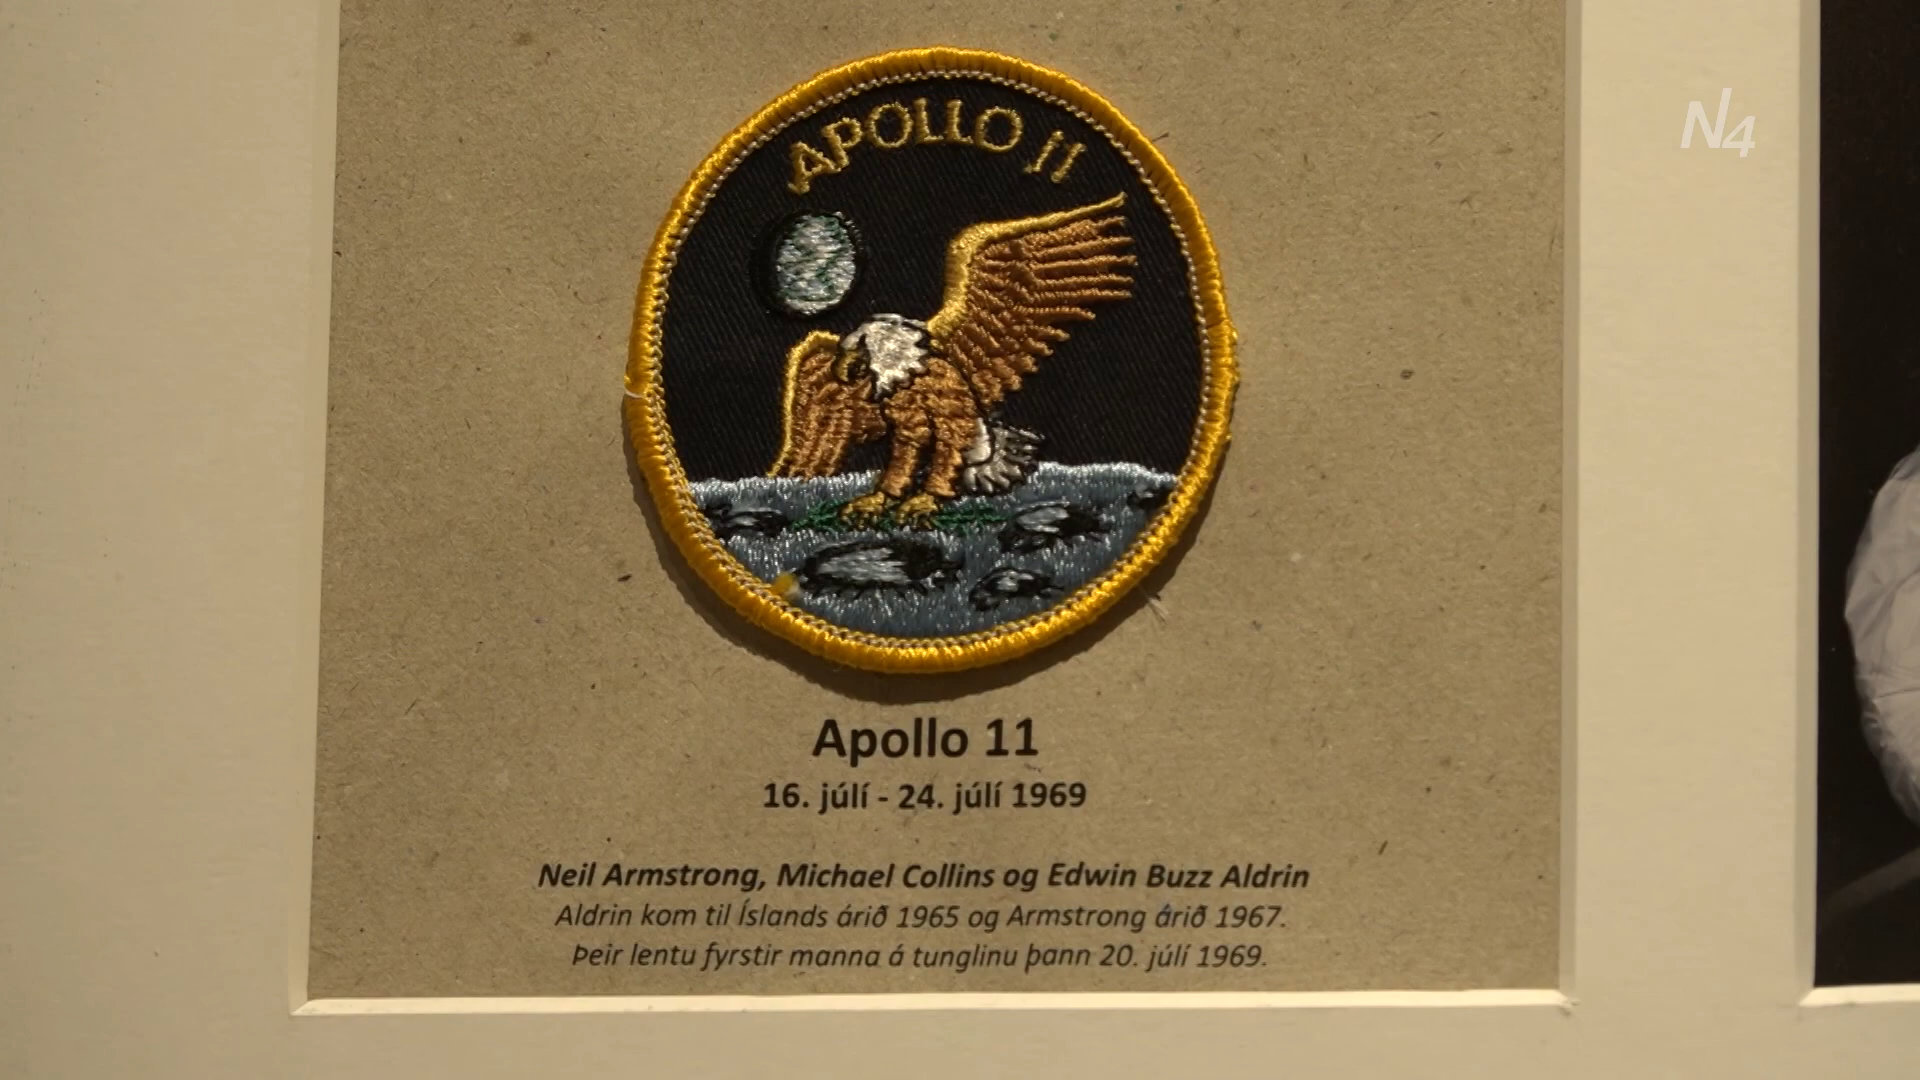 N4
APOLLO 11
Apollo 11
16. júlí - 24. júlí 1969
Neil Armstrong, Michael Collins og Edwin Buzz Aldrin
Aldrin kom til Íslands árið 1965 og Armstrong árið 1967.
Þeir lentu fyrstir manna á tunglinu þann 20. júlí 1969.